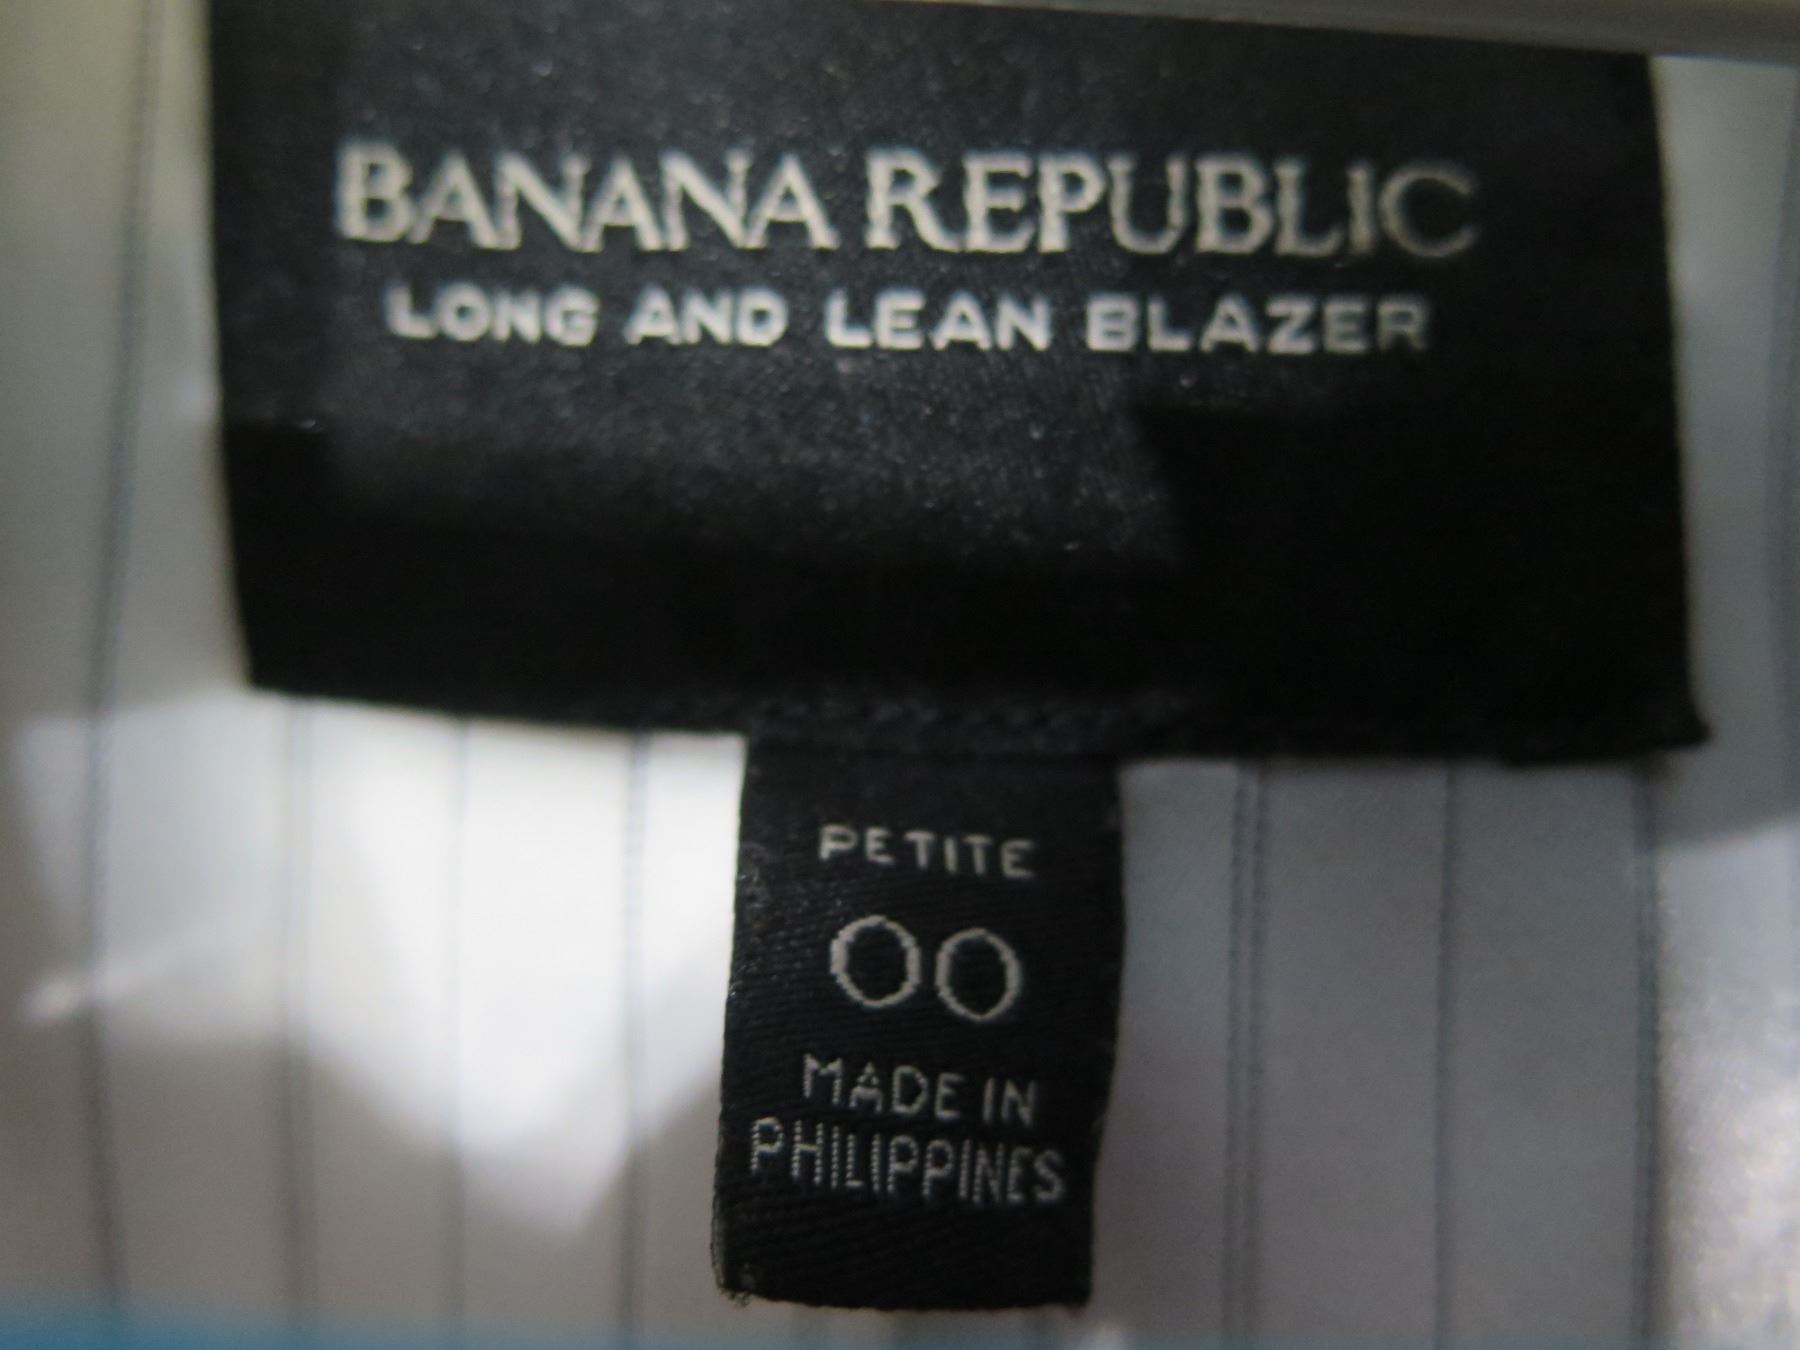 BANANA REPUBLIC
LONG AND LEAN BLAZER
PETITE
00
MADE IN
PHILIPPINES